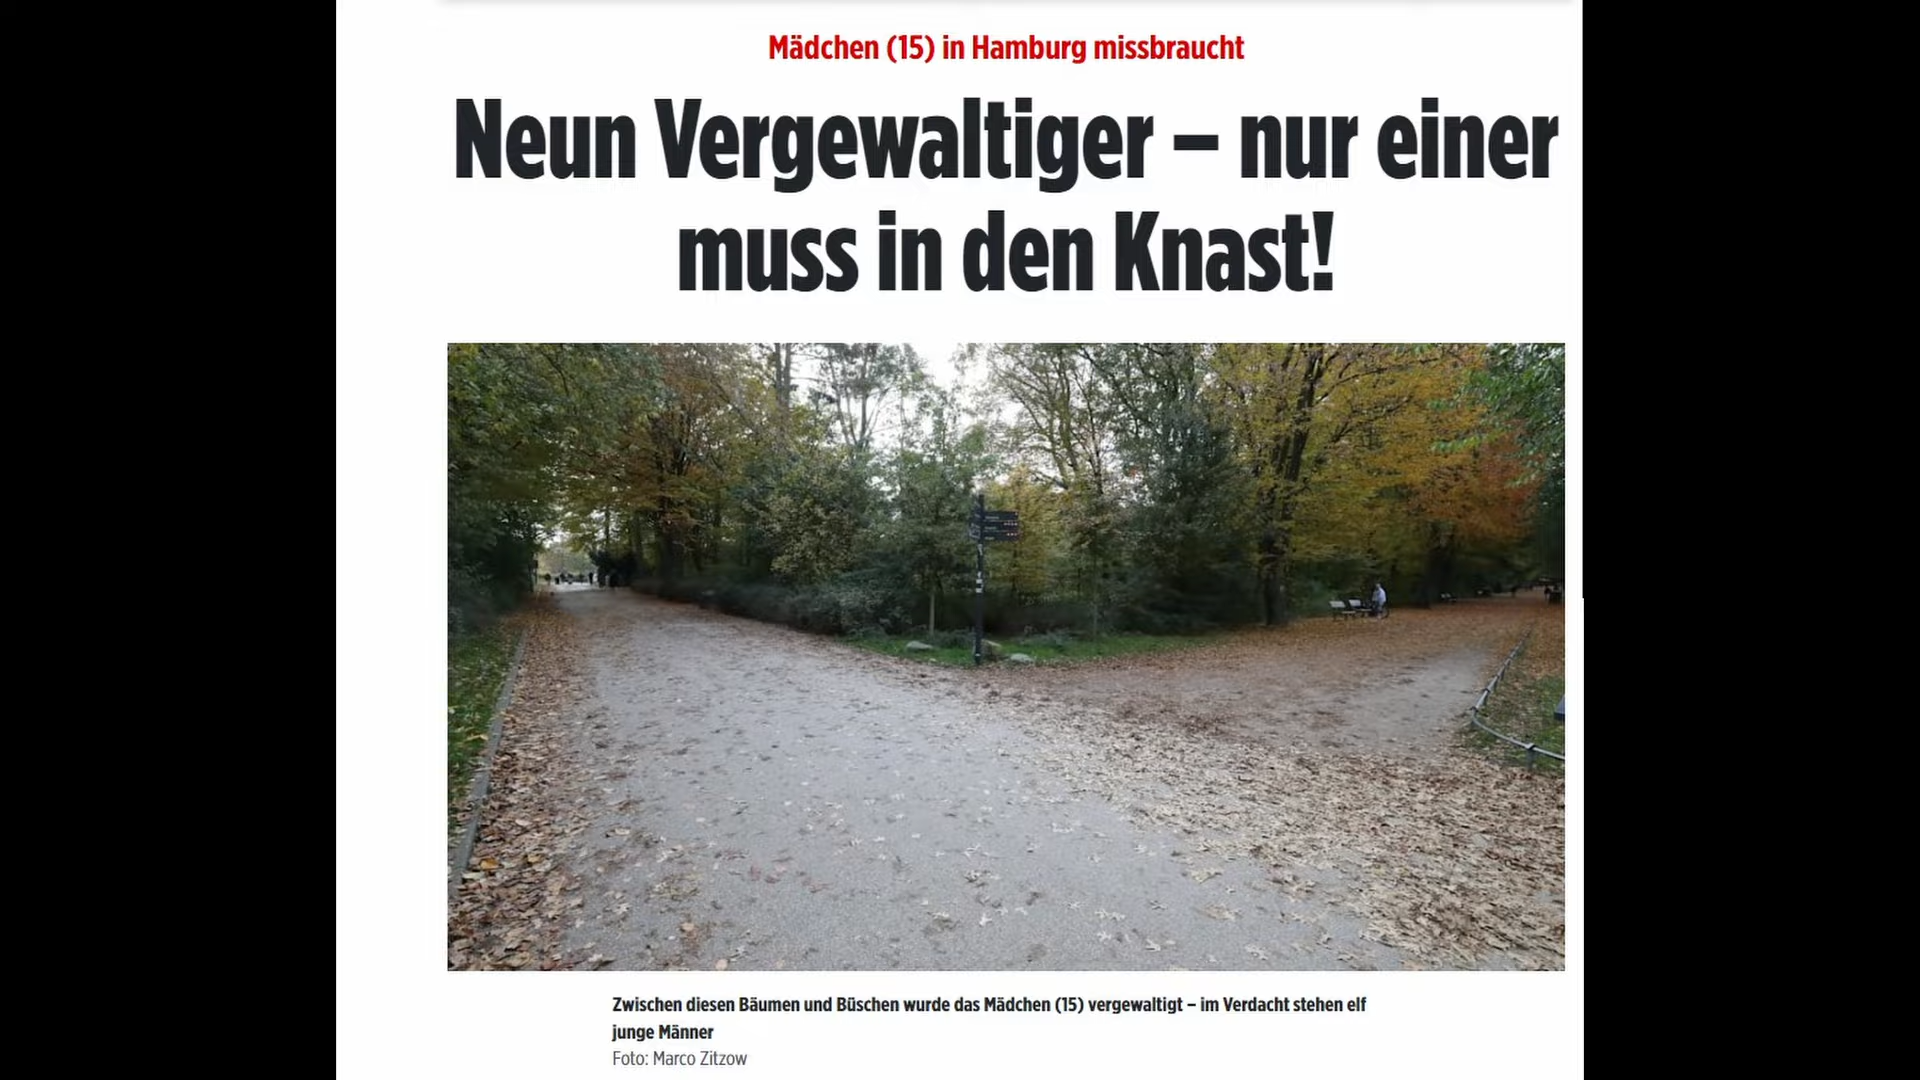 Mädchen (15) in Hamburg missbraucht
Neun Vergewaltiger – nur einer
muss in den Knast!
Zwischen diesen Bäumen und Büschen wurde das Mädchen (15) vergewaltigt – im Verdacht stehen elf
junge Männer
Foto: Marco Zitzow